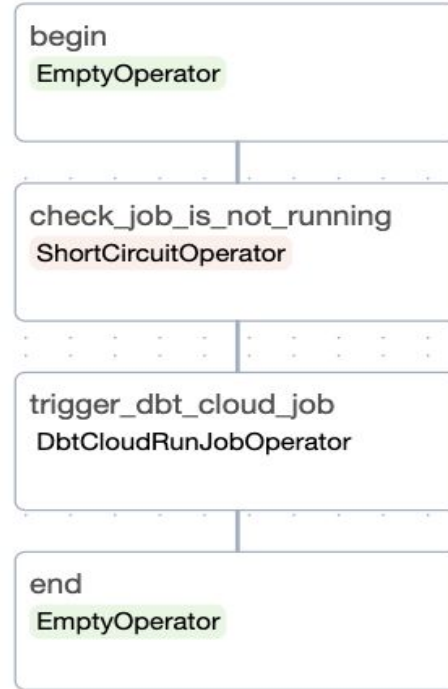 begin
EmptyOperator
check_job_is_not_running
ShortCircuitOperator
trigger_dbt_cloud_job
DbtCloudRunJobOperator
end
EmptyOperator